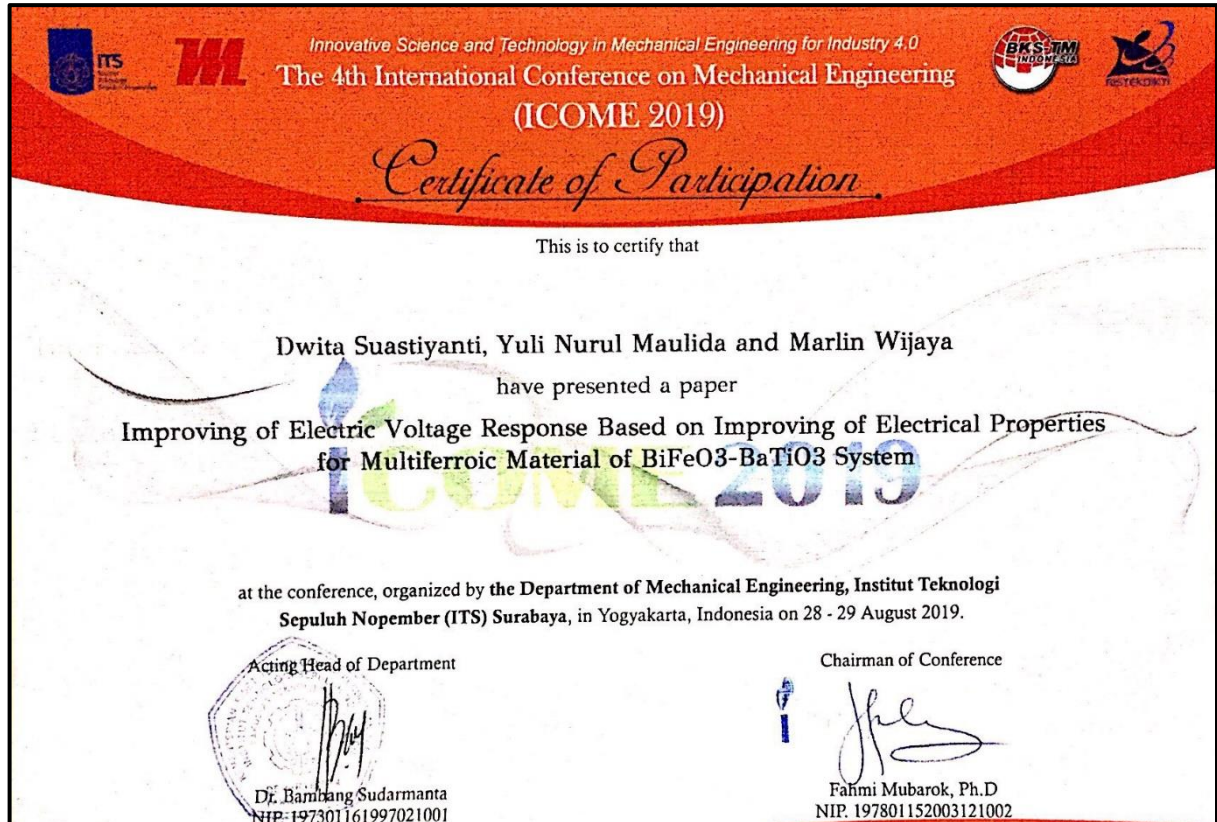 ITS
Innovative Science and Technology in Mechanical Engineering for Industry 4.0
The 4th International Conference on Mechanical Engineering
(ICOME 2019)
BKS-TM
INDONESIA
RISTEKDIKTI
Certificate of Participation
This is to certify that
Dwita Suastiyanti, Yuli Nurul Maulida and Marlin Wijaya
have presented a paper
Improving of Electric Voltage Response Based on Improving of Electrical Properties
for Multiferroic Material of BiFeO3-BaTiO3 System
iCOME 2019
at the conference, organized by the Department of Mechanical Engineering, Institut Teknologi
Sepuluh Nopember (ITS) Surabaya, in Yogyakarta, Indonesia on 28 - 29 August 2019.
Acting Head of Department
Dr. Bambang Sudarmanta
NIP. 197301161997021001
Chairman of Conference
Fahmi Mubarok, Ph.D
NIP. 197801152003121002